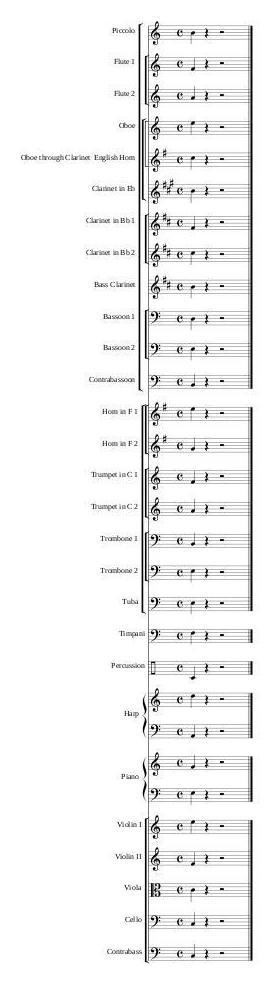 Piccolo
Flute 1
Flute 2
Oboe
Oboe through Clarinet English Horn
Clarinet in Eb
Clarinet in Bb 1
Clarinet in Bb 2
Bass Clarinet
Bassoon 1
Bassoon 2
Contrabassoon
Horn in F 1
Horn in F 2
Trumpet in C 1
Trumpet in C 2
Trombone 1
Trombone 2
Tuba
Timpani
Percussion
Harp
Piano
Violin I
Violin II
Viola
Cello
Contrabass